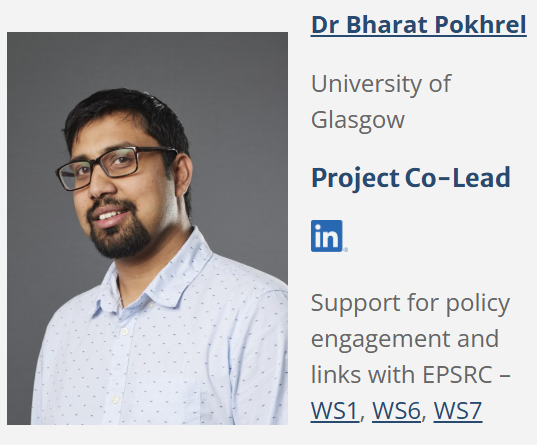 Dr Bharat Pokhrel
University of
Glasgow
Project Co-Lead
in
Support for policy
engagement and
links with EPSRC –
WS1, WS6, WS7